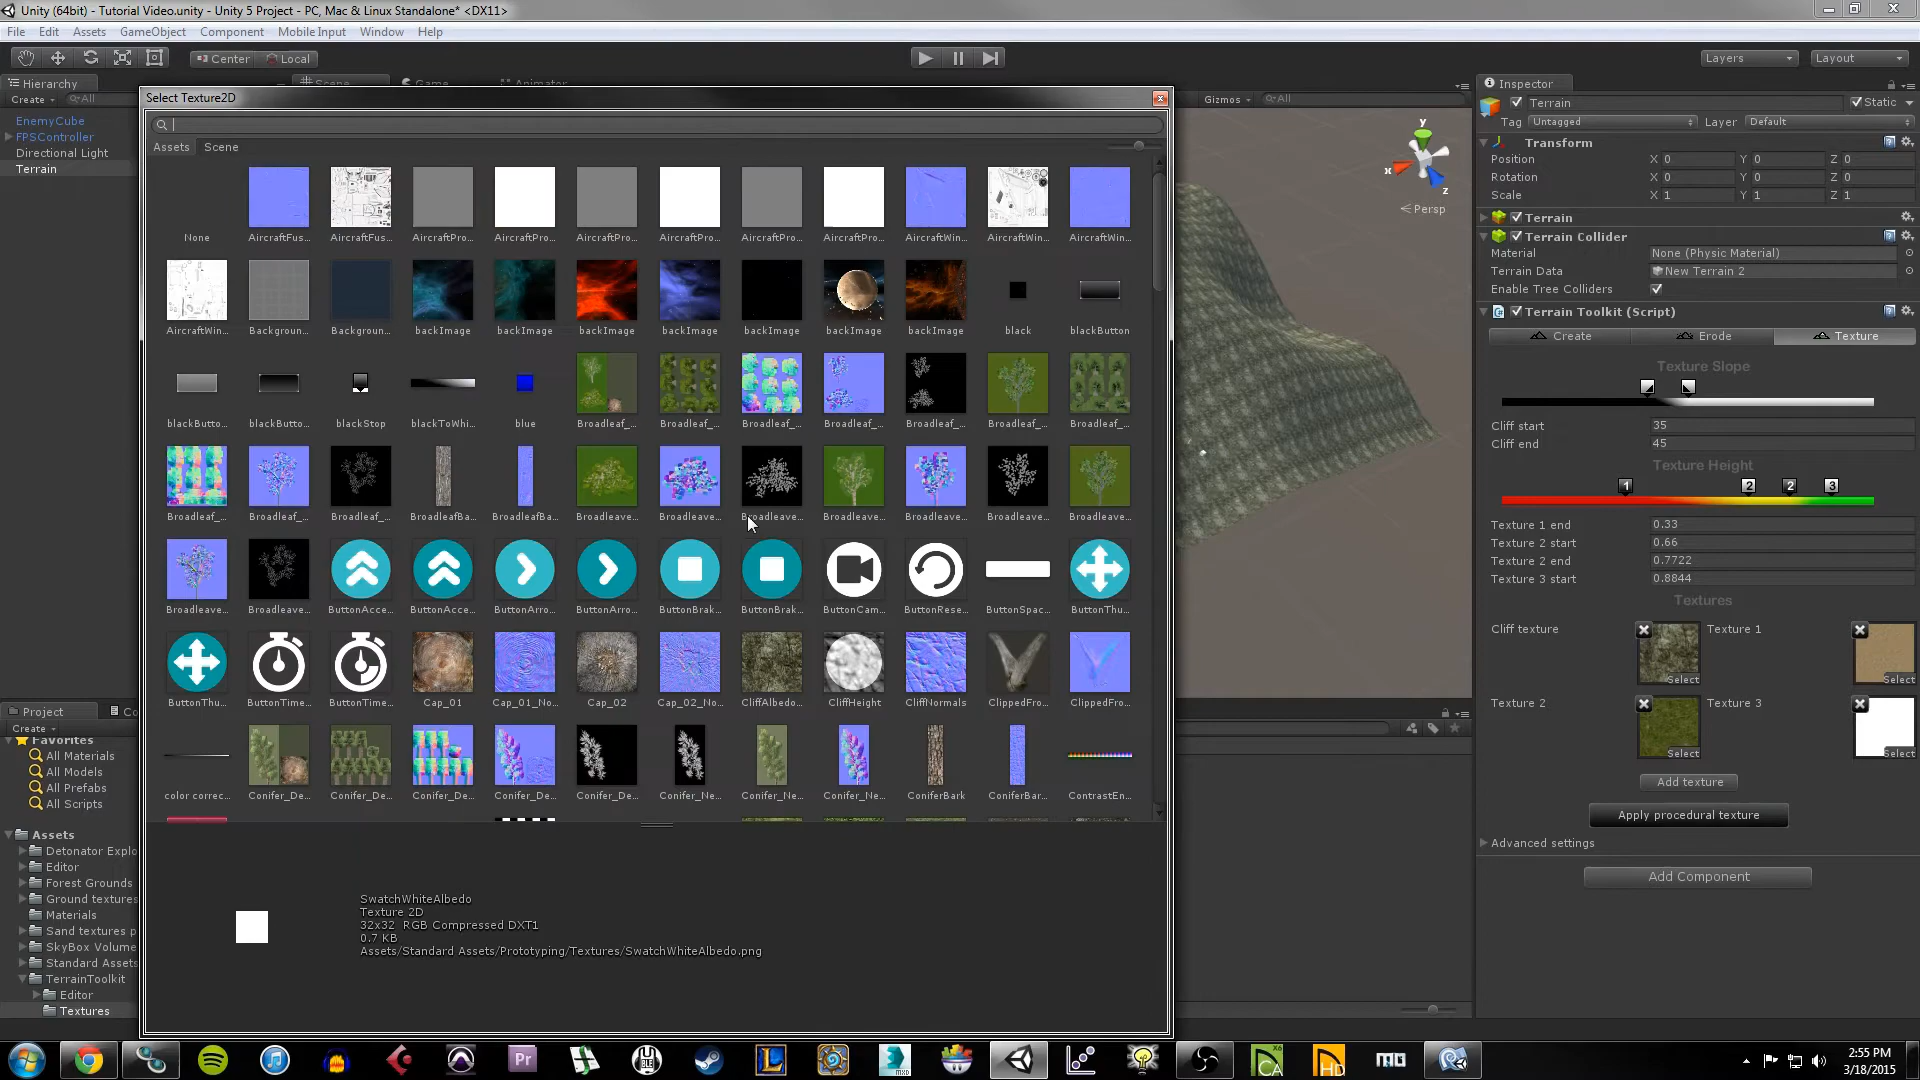 Unity (64bit) - Tutorial Video.unity - Unity 5 Project - PC, Mac & Linux Standalone* <DX11>
File Edit Assets GameObject Component Mobile Input Window Help
Center Local Layers Layout
Hierarchy
Create All
EnemyCube
FPSController
Directional Light
Terrain
Scene Game Animator
Gizmos All
Select Texture2D
Assets Scene
None AircraftFus... AircraftFus... AircraftPro... AircraftPro... AircraftPro... AircraftPro... AircraftPro... AircraftPro... AircraftWin... AircraftWin... AircraftWin...
AircraftWin... Backgroun... Backgroun... backImage backImage backImage backImage backImage backImage backImage black blackButton
blackButto... blackButto... blackStop blackToWhi... blue Broadleaf_... Broadleaf_... Broadleaf_... Broadleaf_... Broadleaf_... Broadleaf_... Broadleaf_...
Broadleaf_... Broadleaf_... Broadleaf_... BroadleafBa... BroadleafBa... Broadleave... Broadleave... Broadleave... Broadleave... Broadleave... Broadleave... Broadleave...
Broadleave... Broadleave... ButtonAcce... ButtonAcce... ButtonArro... ButtonArro... ButtonBrak... ButtonBrak... ButtonCam... ButtonRese... ButtonSpac... ButtonThu...
ButtonThu... ButtonTime... ButtonTime... Cap_01 Cap_01_No... Cap_02 Cap_02_No... CliffAlbedo... CliffHeight CliffNormals ClippedFro... ClippedFro...
color correc... Conifer_De... Conifer_De... Conifer_De... Conifer_De... Conifer_De... Conifer_Ne... Conifer_Ne... Conifer_Ne... ConiferBark ConiferBar... ContrastEn...
SwatchWhiteAlbedo
Texture 2D
32x32 RGB Compressed DXT1
0.7 KB
Assets/Standard Assets/Prototyping/Textures/SwatchWhiteAlbedo.png
y
x
z
Persp
Project Co
Create
Favorites
All Materials
All Models
All Prefabs
All Scripts
Assets
Detonator Explo
Editor
Forest Grounds
Ground textures
Materials
Sand textures p
SkyBox Volume
Standard Assets
TerrainToolkit
Editor
Textures
Inspector
Terrain Static
Tag Untagged Layer Default
Transform
Position X 0 Y 0 Z 0
Rotation X 0 Y 0 Z 0
Scale X 1 Y 1 Z 1
Terrain
Terrain Collider
Material None (Physic Material)
Terrain Data New Terrain 2
Enable Tree Colliders
Terrain Toolkit (Script)
Create Erode Texture
Texture Slope
Cliff start 35
Cliff end 45
Texture Height
1 2 2 3
Texture 1 end 0.33
Texture 2 start 0.66
Texture 2 end 0.7722
Texture 3 start 0.8844
Textures
Cliff texture Select Texture 1 Select
Texture 2 Select Texture 3 Select
Add texture
Apply procedural texture
Advanced settings
Add Component
Pr
L
X6
CA
HD
2:55 PM
3/18/2015